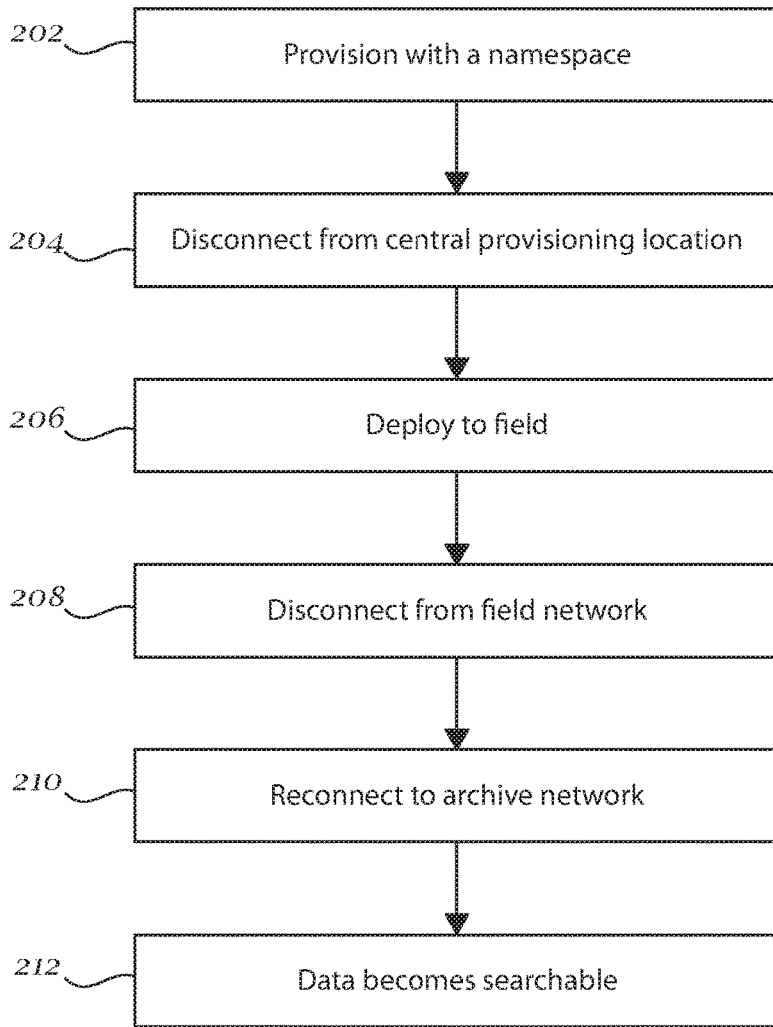 202
Provision with a namespace
204
Disconnect from central provisioning location
206
Deploy to field
208
Disconnect from field network
210
Reconnect to archive network
212
Data becomes searchable